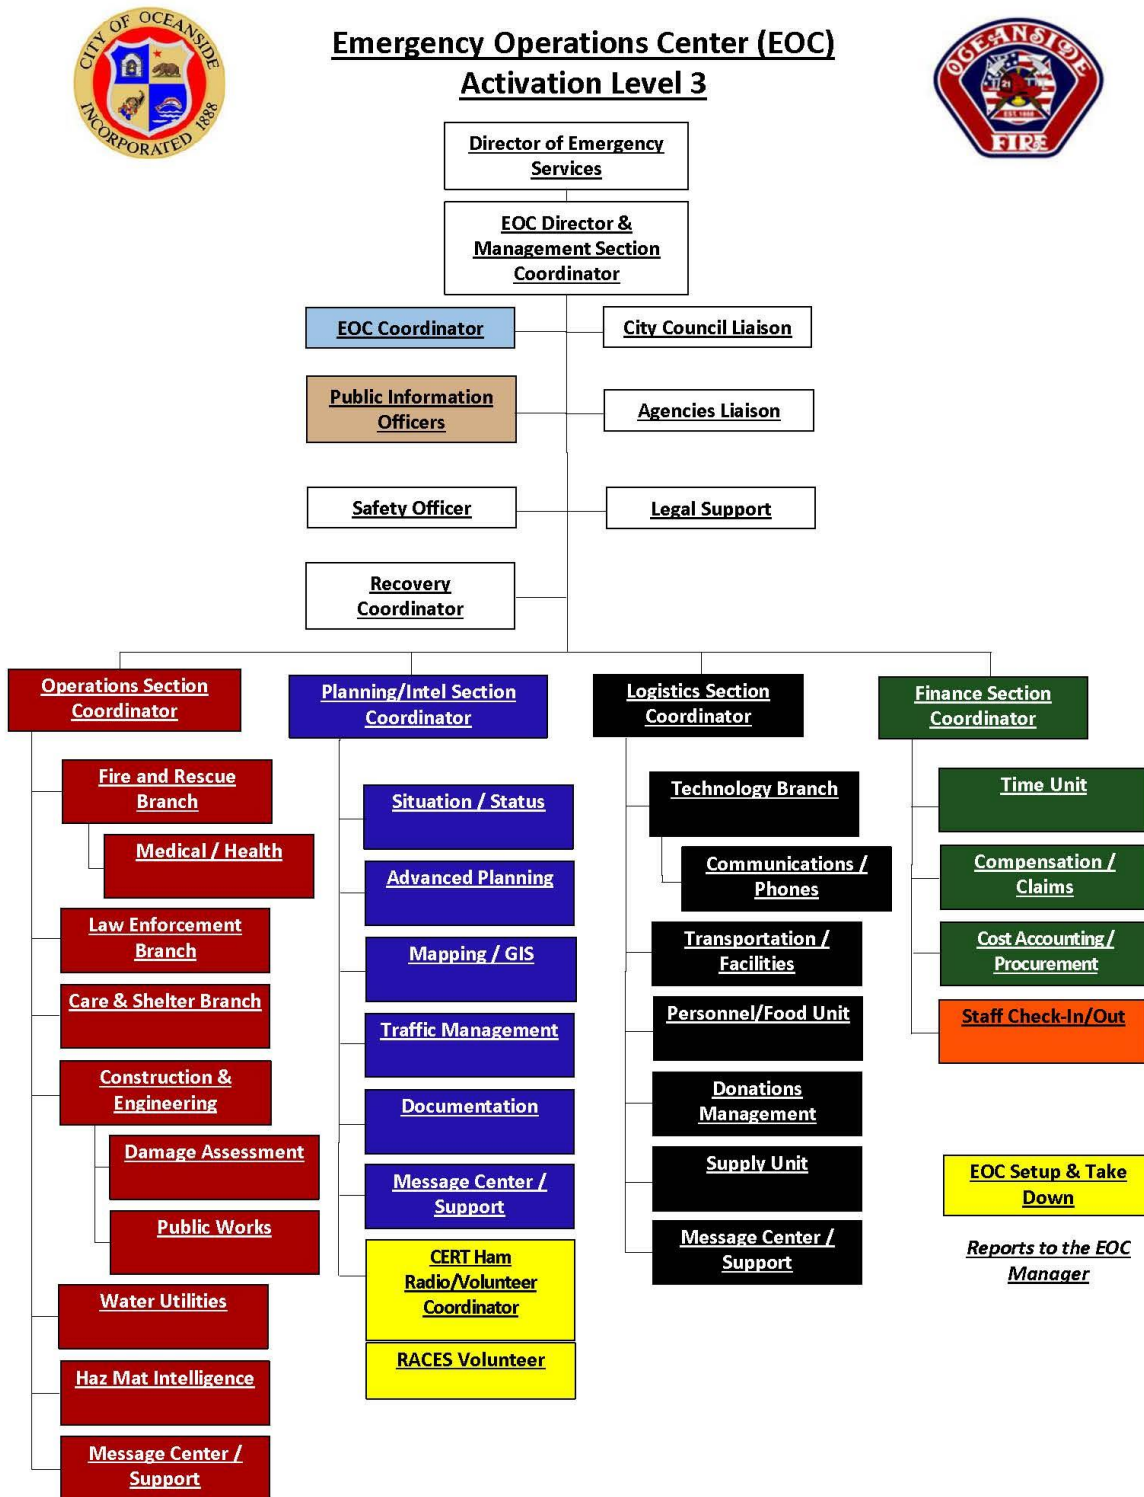 CITY OF OCEANSIDE
INCORPORATED 1888
Emergency Operations Center (EOC)
Activation Level 3
OCEANSIDE
21
EST. 1888
FIRE
Director of Emergency
Services
EOC Director &
Management Section
Coordinator
EOC Coordinator
City Council Liaison
Public Information
Officers
Agencies Liaison
Safety Officer
Legal Support
Recovery
Coordinator
Operations Section
Coordinator
Fire and Rescue
Branch
Medical / Health
Law Enforcement
Branch
Care & Shelter Branch
Construction &
Engineering
Damage Assessment
Public Works
Water Utilities
Haz Mat Intelligence
Message Center /
Support
Planning/Intel Section
Coordinator
Situation / Status
Advanced Planning
Mapping / GIS
Traffic Management
Documentation
Message Center /
Support
CERT Ham
Radio/Volunteer
Coordinator
RACES Volunteer
Logistics Section
Coordinator
Technology Branch
Communications /
Phones
Transportation /
Facilities
Personnel/Food Unit
Donations
Management
Supply Unit
Message Center /
Support
Finance Section
Coordinator
Time Unit
Compensation /
Claims
Cost Accounting/
Procurement
Staff Check-In/Out
EOC Setup & Take
Down
Reports to the EOC
Manager